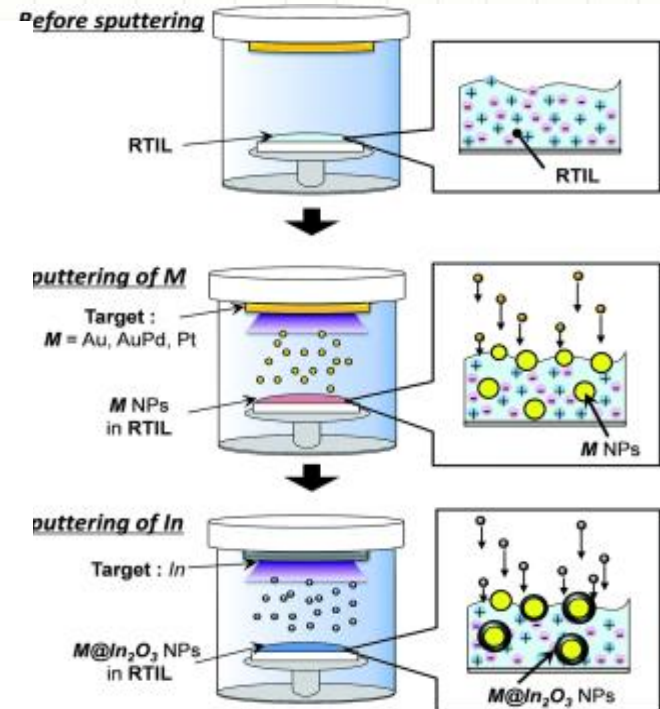 Before sputtering
RTIL
RTIL
puttering of M
Target :
M = Au, AuPd, Pt
M NPs
in RTIL
M NPs
puttering of In
Target : In
M@In₂O₃ NPs
in RTIL
M@In₂O₃ NPs